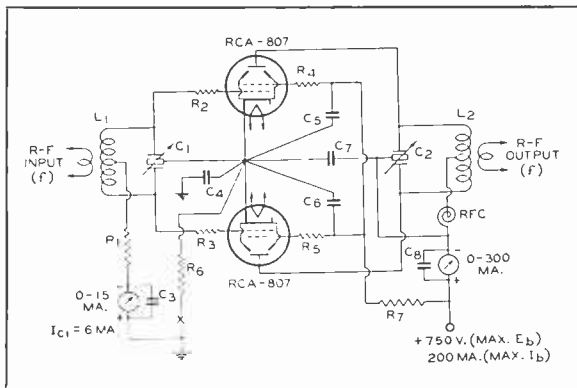 RCA-807
R4
R2
L1
C5
L2
C1
C7
C2
R-F
INPUT
(f)
R-F
OUTPUT
(f)
C4
C6
RFC
R1
R3
R5
R6
C8
0-300
MA.
0-15
MA.
C3
RCA-807
R7
IC1=6 MA
X
+750 V. (MAX. Eb)
200 MA. (MAX. Ib)